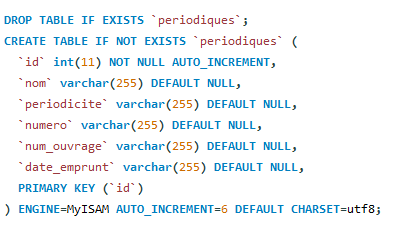 DROP TABLE IF EXISTS `periodiques`;
CREATE TABLE IF NOT EXISTS `periodiques` (
  `id` int(11) NOT NULL AUTO_INCREMENT,
  `nom` varchar(255) DEFAULT NULL,
  `periodicite` varchar(255) DEFAULT NULL,
  `numero` varchar(255) DEFAULT NULL,
  `num_ouvrage` varchar(255) DEFAULT NULL,
  `date_emprunt` varchar(255) DEFAULT NULL,
  PRIMARY KEY (`id`)
) ENGINE=MyISAM AUTO_INCREMENT=6 DEFAULT CHARSET=utf8;